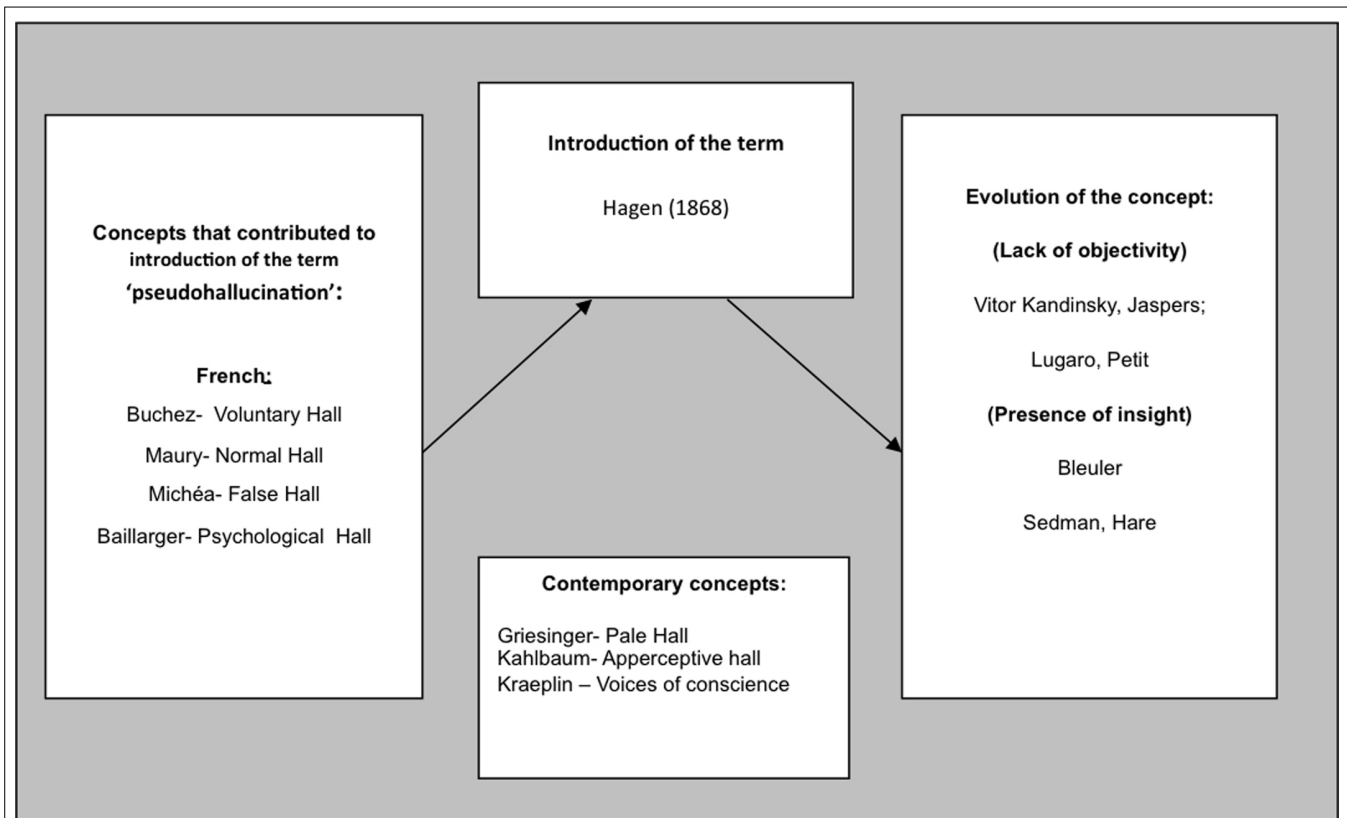 Concepts that contributed to
introduction of the term
‘pseudohallucination’:
French:
Buchez- Voluntary Hall
Maury- Normal Hall
Michéa- False Hall
Baillarger- Psychological Hall
Introduction of the term
Hagen (1868)
Contemporary concepts:
Griesinger- Pale Hall
Kahlbaum- Apperceptive hall
Kraeplin – Voices of conscience
Evolution of the concept:
(Lack of objectivity)
Vitor Kandinsky, Jaspers;
Lugaro, Petit
(Presence of insight)
Bleuler
Sedman, Hare